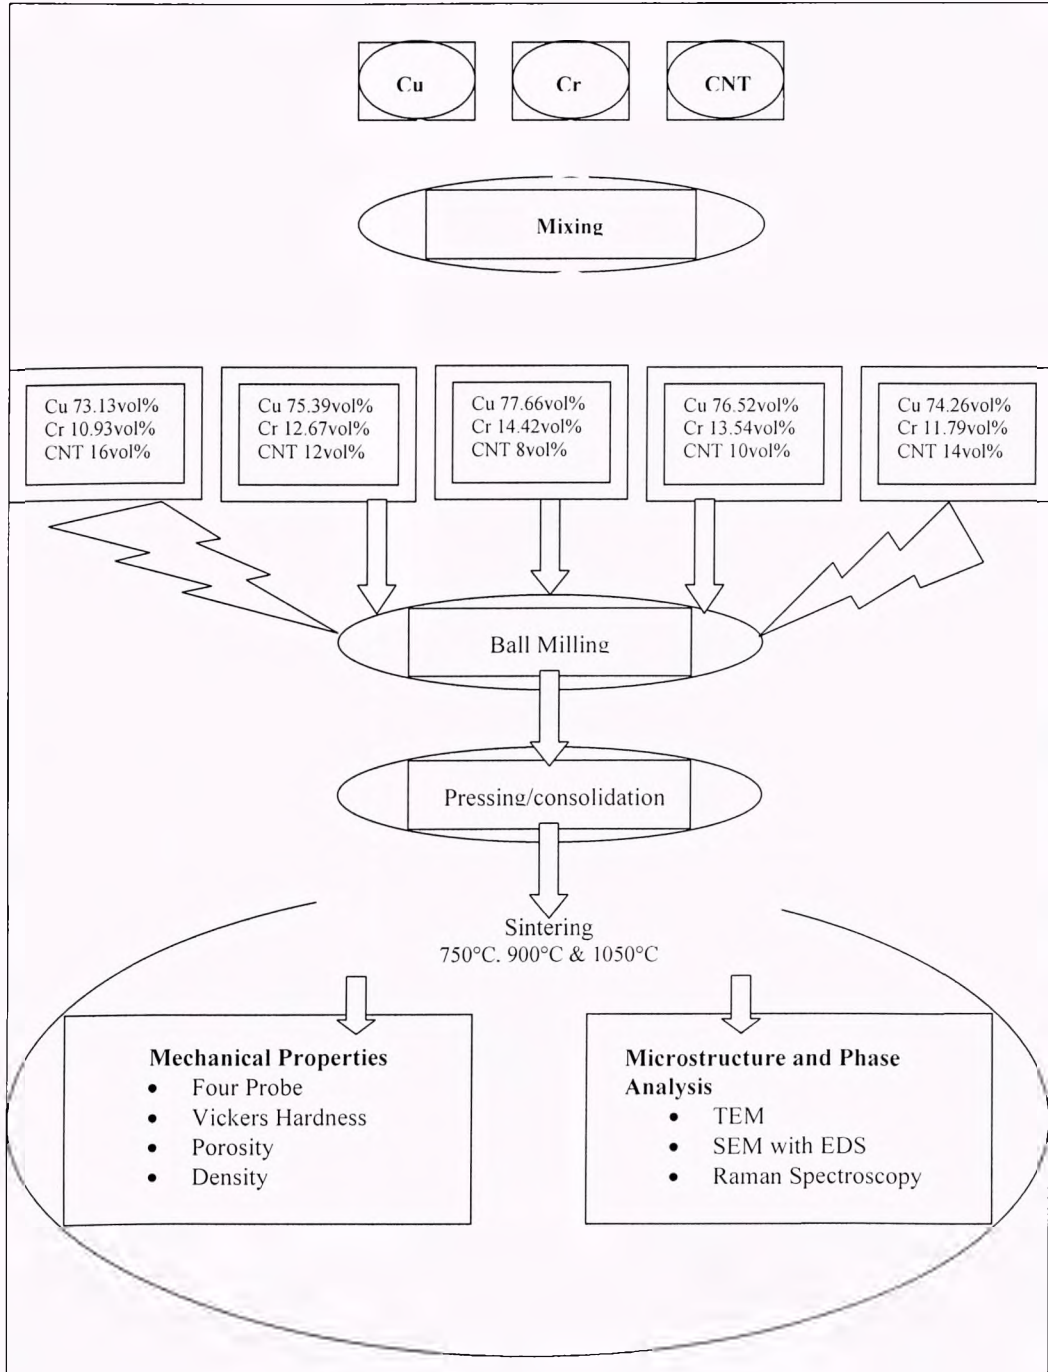 Cu
Cr
CNT
Mixing
Cu 73.13vol%
Cr 10.93vol%
CNT 16vol%
Cu 75.39vol%
Cr 12.67vol%
CNT 12vol%
Cu 77.66vol%
Cr 14.42vol%
CNT 8vol%
Cu 76.52vol%
Cr 13.54vol%
CNT 10vol%
Cu 74.26vol%
Cr 11.79vol%
CNT 14vol%
Ball Milling
Pressing/consolidation
Sintering
750°C. 900°C & 1050°C
Mechanical Properties
• Four Probe
• Vickers Hardness
• Porosity
• Density
Microstructure and Phase
Analysis
• TEM
• SEM with EDS
• Raman Spectroscopy